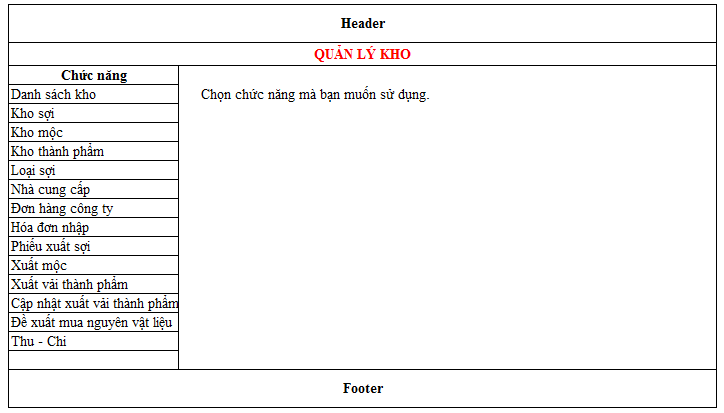 Header
QUẢN LÝ KHO
Chức năng
Danh sách kho
Kho sợi
Kho mộc
Kho thành phẩm
Loại sợi
Nhà cung cấp
Đơn hàng công ty
Hóa đơn nhập
Phiếu xuất sợi
Xuất mộc
Xuất vải thành phẩm
Cập nhật xuất vải thành phẩm
Đề xuất mua nguyên vật liệu
Thu - Chi
Chọn chức năng mà bạn muốn sử dụng.
Footer